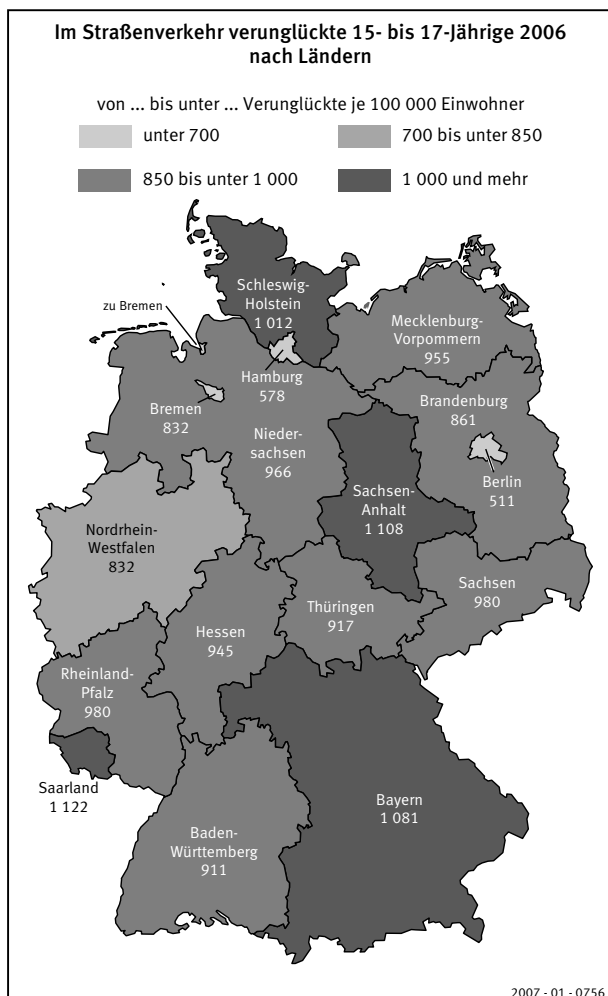 Im Straßenverkehr verunglückte 15- bis 17-Jährige 2006
nach Ländern
von ... bis unter ... Verunglückte je 100 000 Einwohner
unter 700
700 bis unter 850
850 bis unter 1 000
1 000 und mehr
Schleswig-
Holstein
1 012
zu Bremen
Mecklenburg-
Vorpommern
955
Hamburg
578
Bremen
832
Brandenburg
861
Nieder-
sachsen
966
Berlin
511
Sachsen-
Anhalt
1 108
Nordrhein-
Westfalen
832
Sachsen
980
Thüringen
917
Hessen
945
Rheinland-
Pfalz
980
Saarland
1 122
Bayern
1 081
Baden-
Württemberg
911
2007 - 01 - 0756